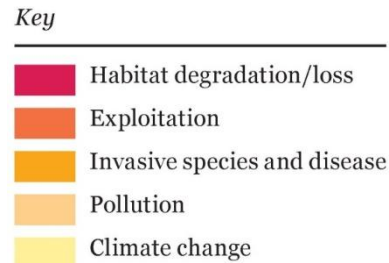 Key
Habitat degradation/loss
Exploitation
Invasive species and disease
Pollution
Climate change